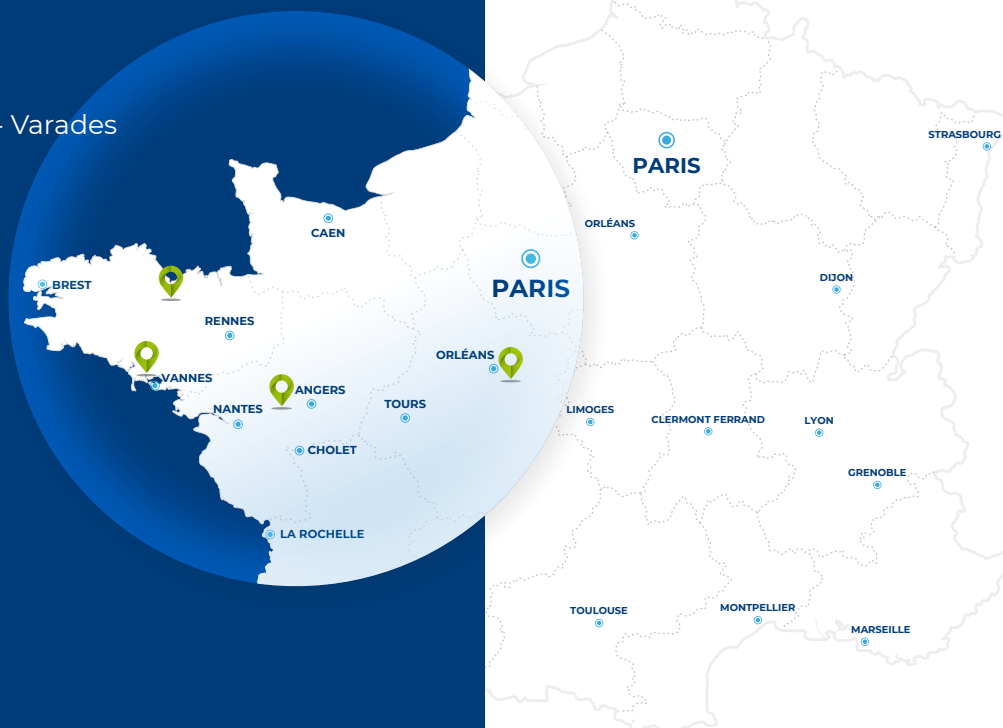 - Varades
CAEN
PARIS
BREST
RENNES
VANNES
NANTES
ANGERS
ORLÉANS
TOURS
CHOLET
LA ROCHELLE
PARIS
STRASBOURG
ORLÉANS
DIJON
LIMOGES
CLERMONT FERRAND
LYON
GRENOBLE
TOULOUSE
MONTPELLIER
MARSEILLE